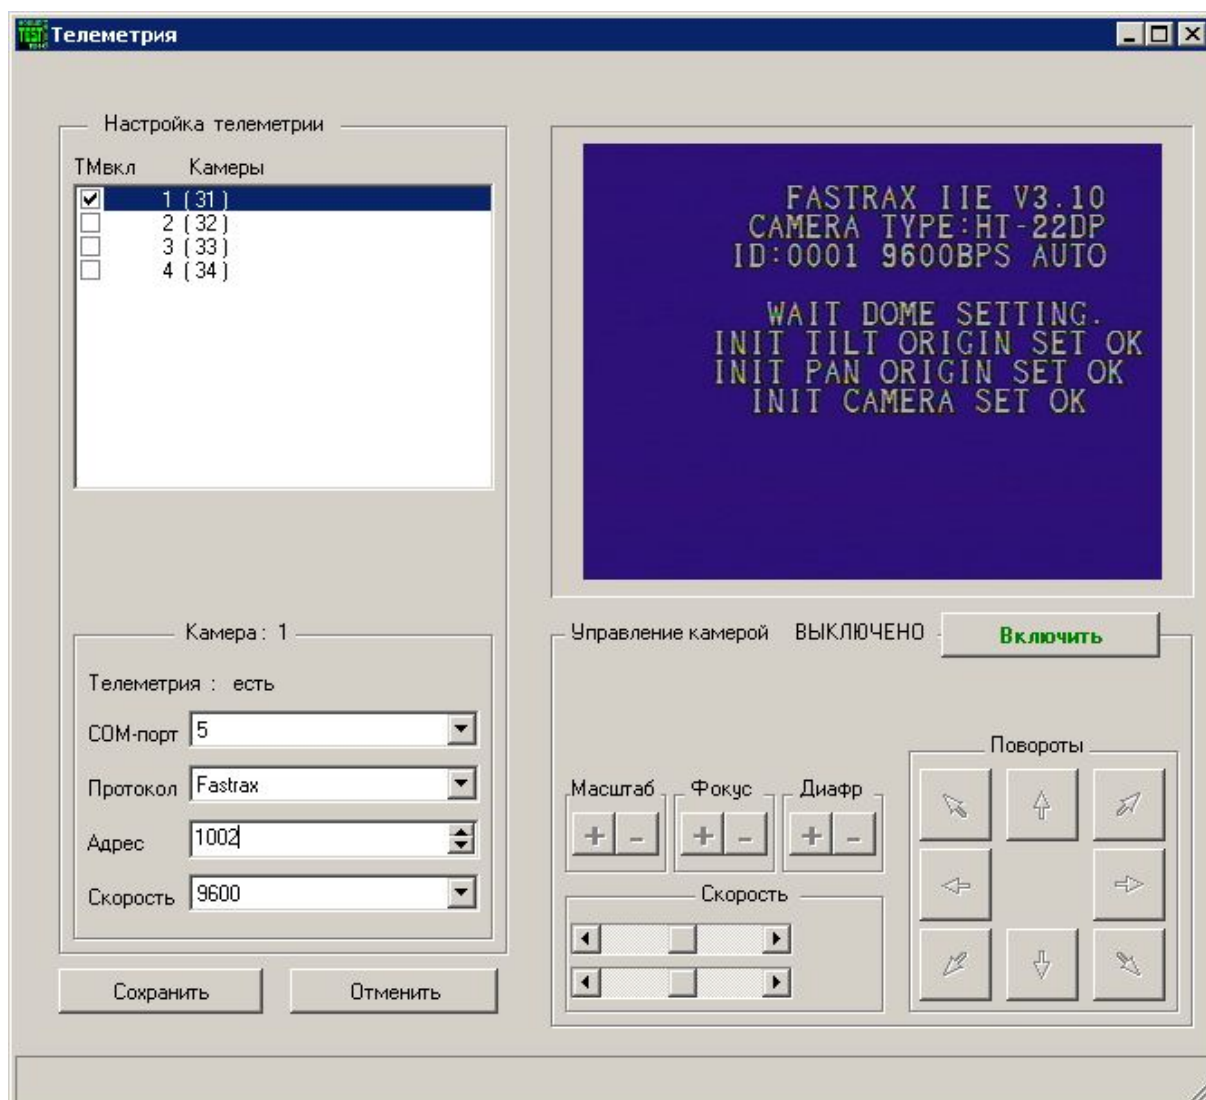 Телеметрия
Настройка телеметрии
ТМвкл Камеры
1 (31)
2 (32)
3 (33)
4 (34)
FASTRAX IIE V3.10
CAMERA TYPE:HT-22DP
ID:0001 9600BPS AUTO
WAIT DOME SETTING.
INIT TILT ORIGIN SET OK
INIT PAN ORIGIN SET OK
INIT CAMERA SET OK
Камера: 1
Телеметрия : есть
COM-порт 5
Протокол Fastrax
Адрес 1002
Скорость 9600
Сохранить Отменить
Управление камерой ВЫКЛЮЧЕНО Включить
Масштаб Фокус Диафр
+ - + - + -
Скорость
Повороты